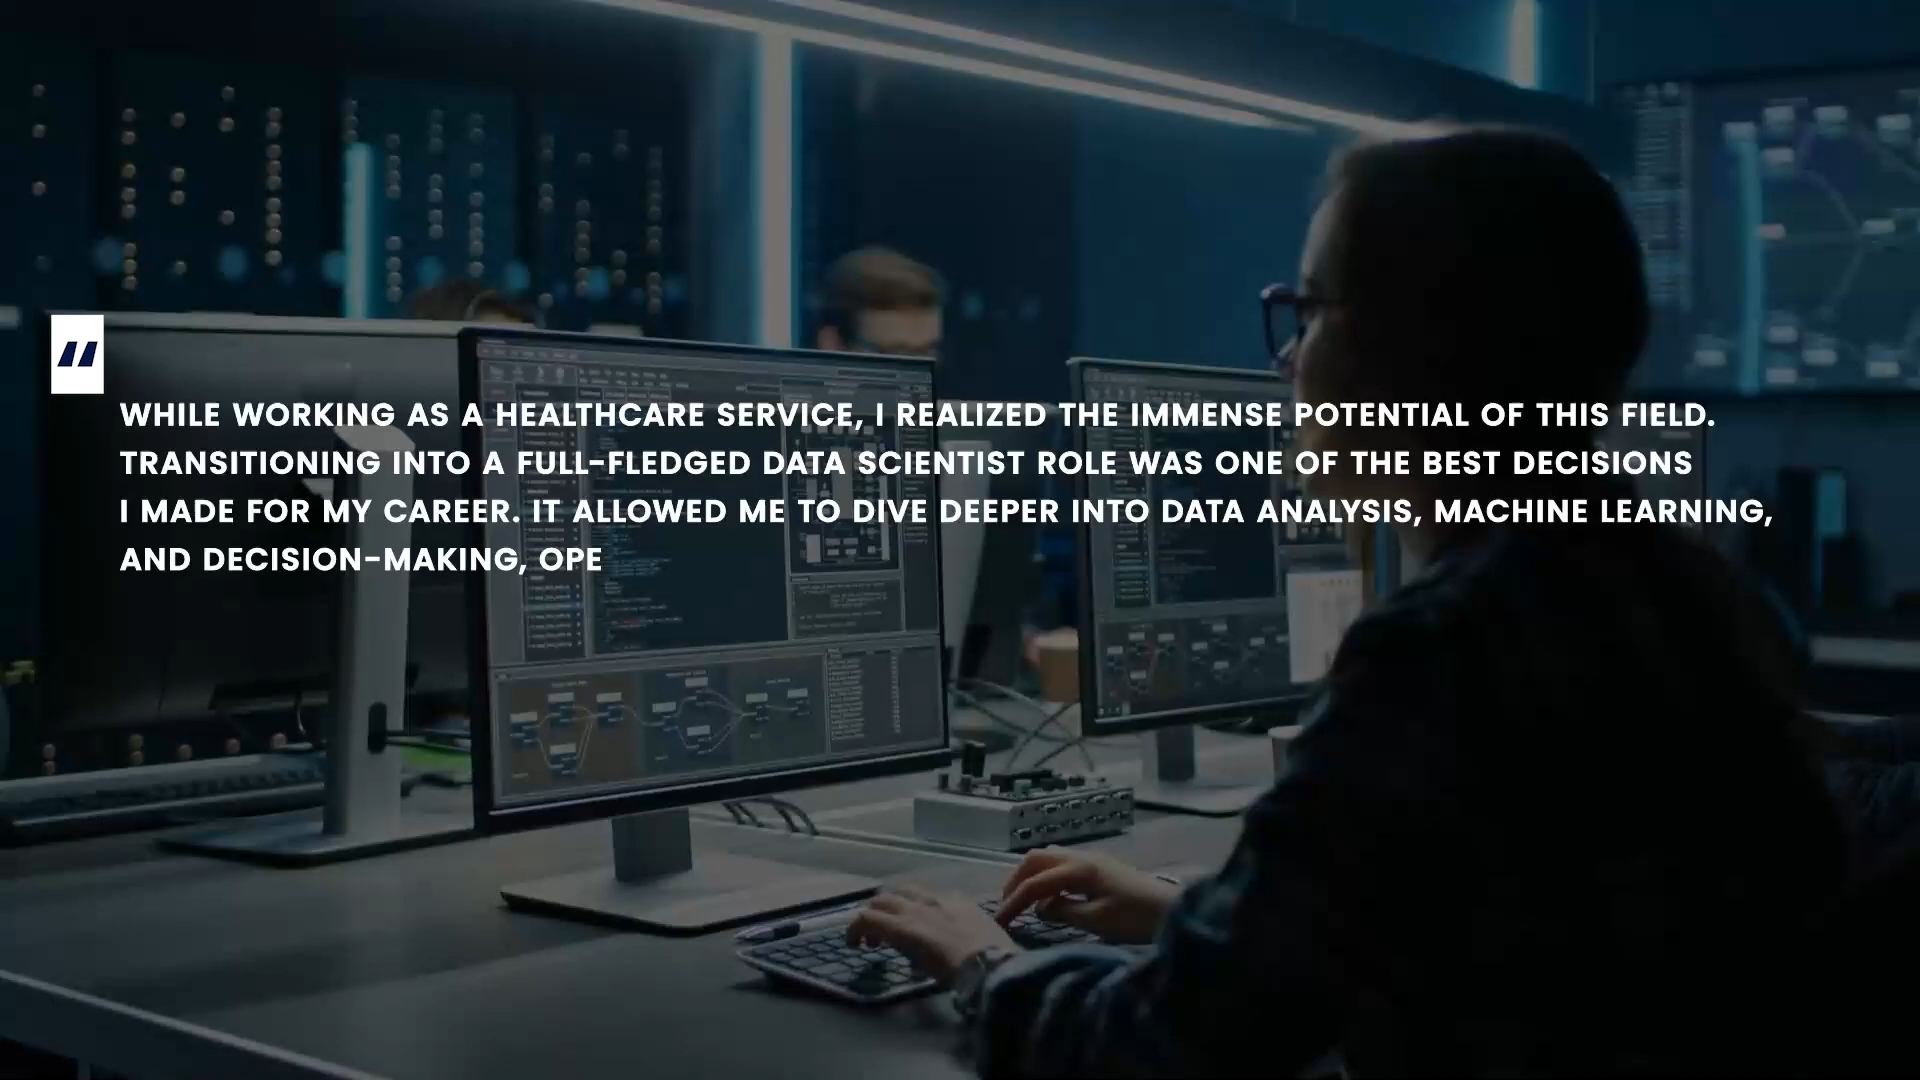 "
WHILE WORKING AS A HEALTHCARE SERVICE, I REALIZED THE IMMENSE POTENTIAL OF THIS FIELD.
TRANSITIONING INTO A FULL-FLEDGED DATA SCIENTIST ROLE WAS ONE OF THE BEST DECISIONS
I MADE FOR MY CAREER. IT ALLOWED ME TO DIVE DEEPER INTO DATA ANALYSIS, MACHINE LEARNING,
AND DECISION-MAKING, OPE